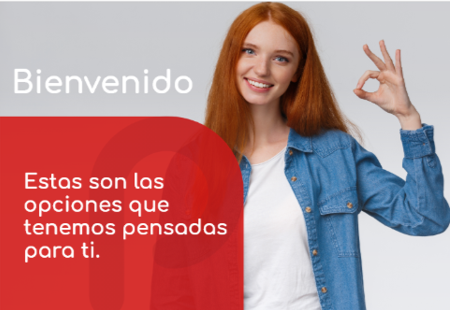 Bienvenido
Estas son las
opciones que
tenemos pensadas
para ti.